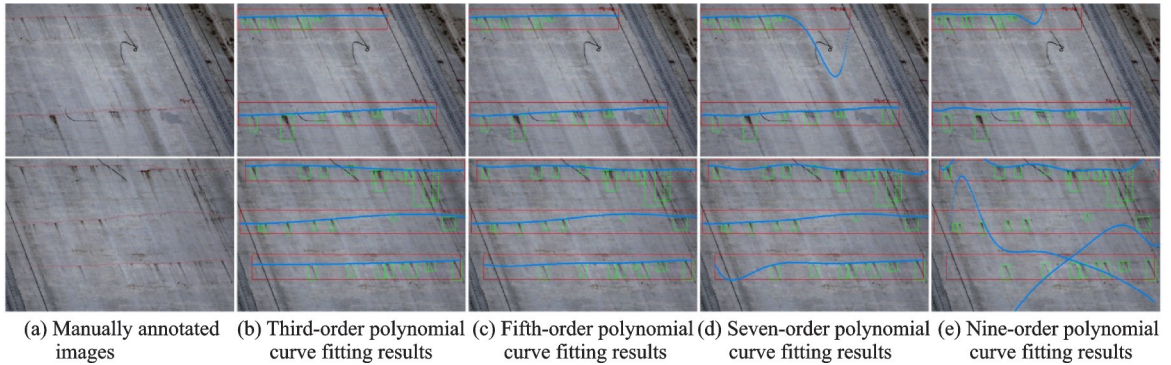 (a) Manually annotated
images
(b) Third-order polynomial
curve fitting results
(c) Fifth-order polynomial
curve fitting results
(d) Seven-order polynomial
curve fitting results
(e) Nine-order polynomial
curve fitting results